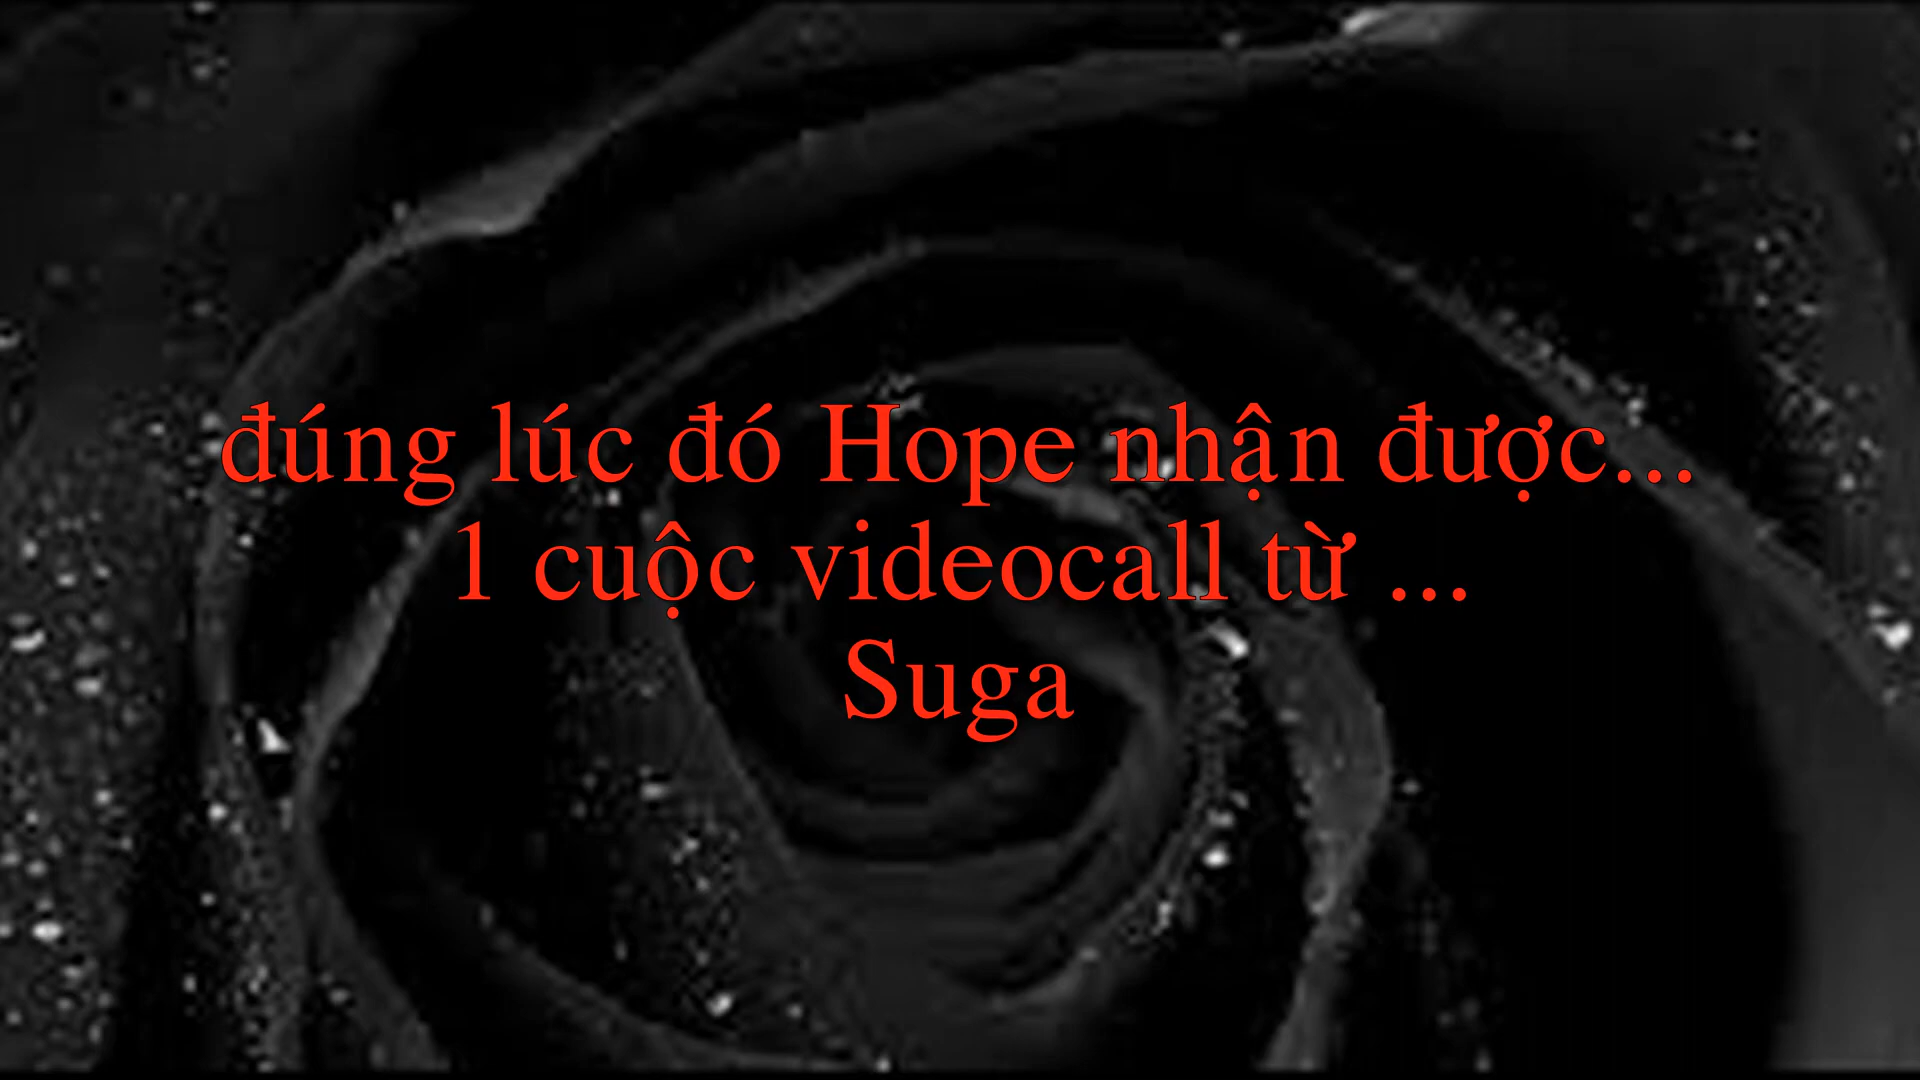 đúng lúc đó Hope nhận được...
1 cuộc videocall từ ...
Suga